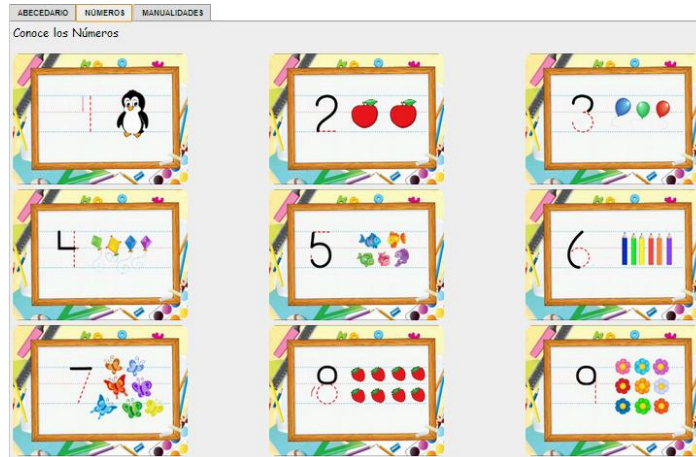 ABECEDARIO NÚMEROS MANUALIDADES
Conoce los Números
1 2 3
4 5 6
7 8 9